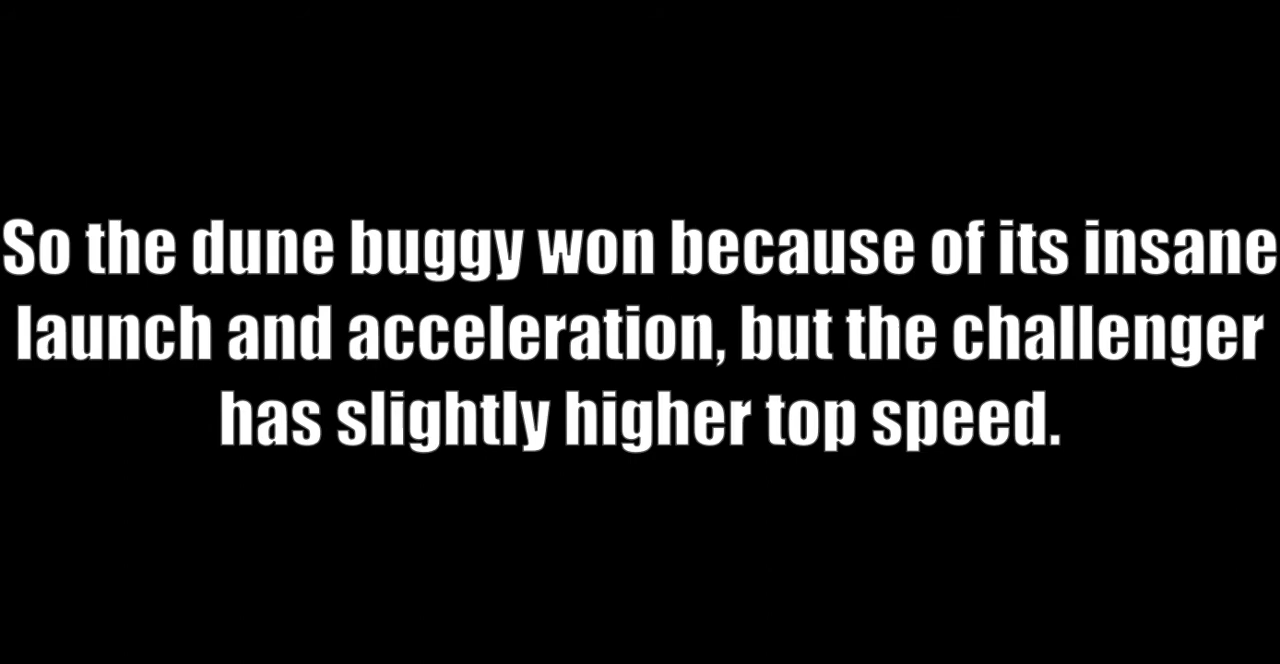 So the dune buggy won because of its insane
launch and acceleration, but the challenger
has slightly higher top speed.